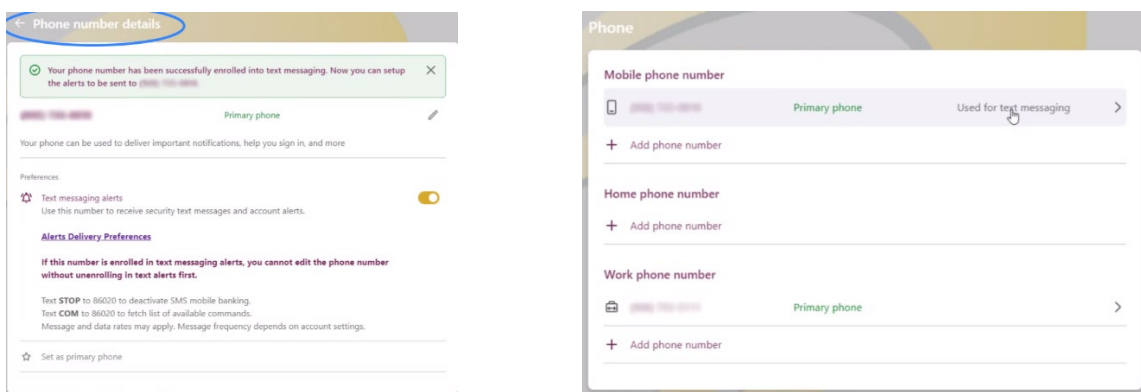 Phone number details
Your phone number has been successfully enrolled into text messaging. Now you can setup
the alerts to be sent to
Primary phone
Your phone can be used to deliver important notifications, help you sign in, and more
Preferences
Text messaging alerts
Use this number to receive security text messages and account alerts.
Alerts Delivery Preferences
If this number is enrolled in text messaging alerts, you cannot edit the phone number
without unenrolling in text alerts first.
Text STOP to 86020 to deactivate SMS mobile banking.
Text COM to 86020 to fetch list of available commands.
Message and data rates may apply. Message frequency depends on account settings.
Set as primary phone
Phone
Mobile phone number
Primary phone Used for text messaging
+ Add phone number
Home phone number
+ Add phone number
Work phone number
Primary phone
+ Add phone number